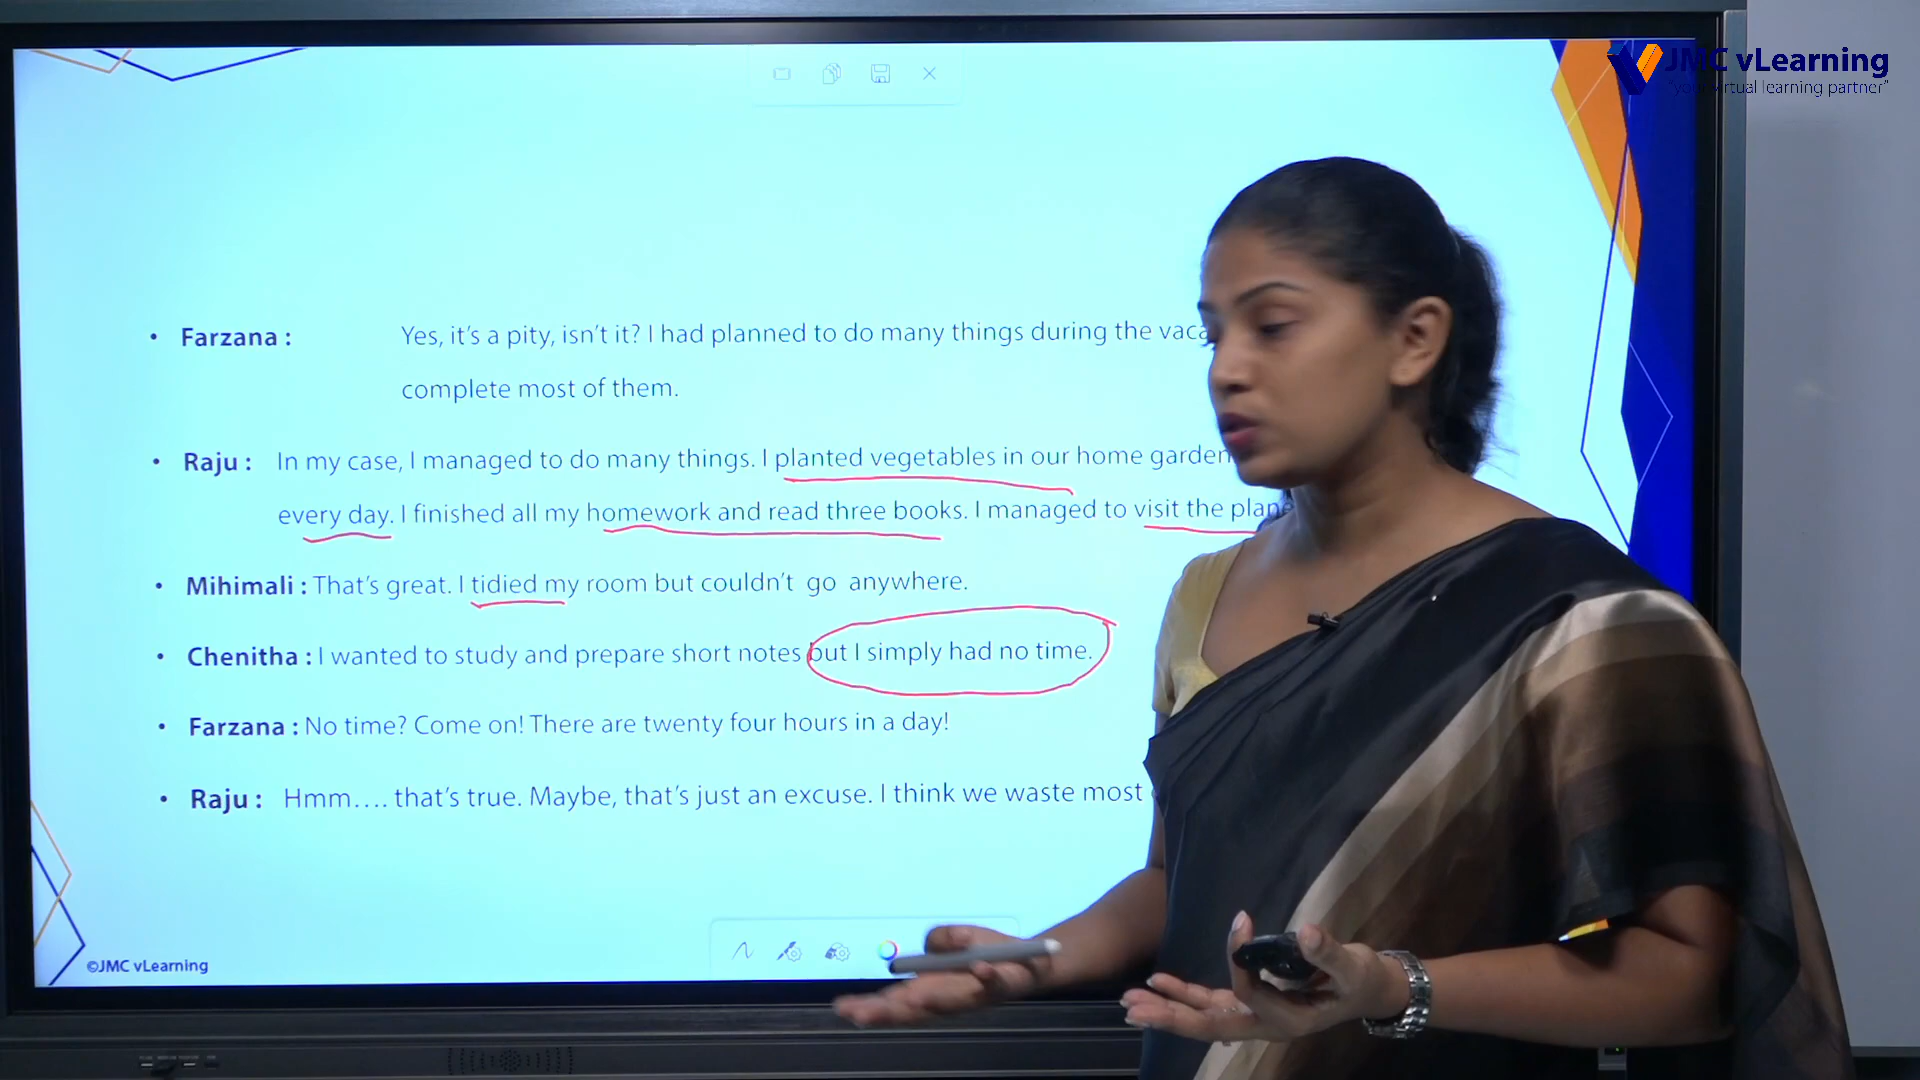 JMC vLearning
"your virtual learning partner"
• Farzana : Yes, it's a pity, isn't it? I had planned to do many things during the
complete most of them.
• Raju : In my case, I managed to do many things. I planted vegetables in our home garden
every day. I finished all my homework and read three books. I managed to visit the
• Mihimali : That's great. I tidied my room but couldn't go anywhere.
• Chenitha : I wanted to study and prepare short notes but I simply had no time.
• Farzana : No time? Come on! There are twenty four hours in a day!
• Raju : Hmm…. that's true. Maybe, that's just an excuse. I think we waste most
©JMC vLearning